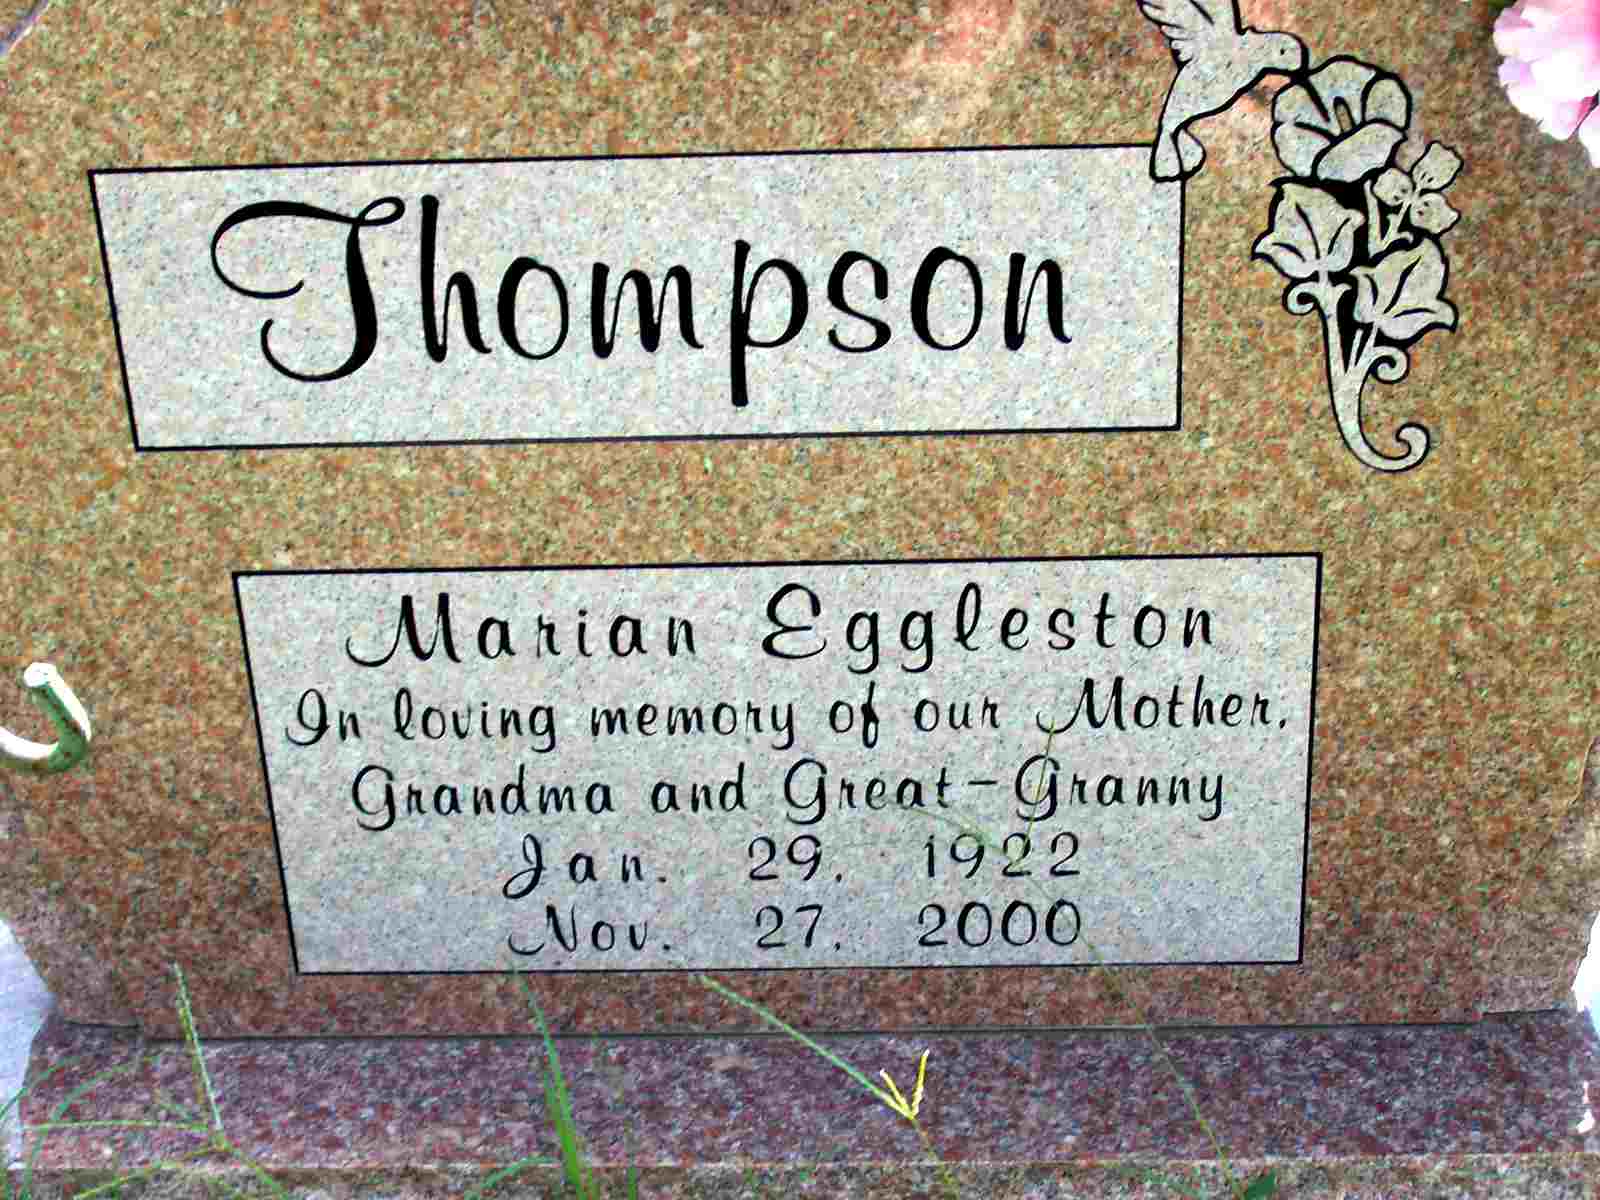 Thompson
Marian Eggleston
In loving memory of our Mother,
Grandma and Great-Granny
Jan. 29, 1922
Nov. 27, 2000